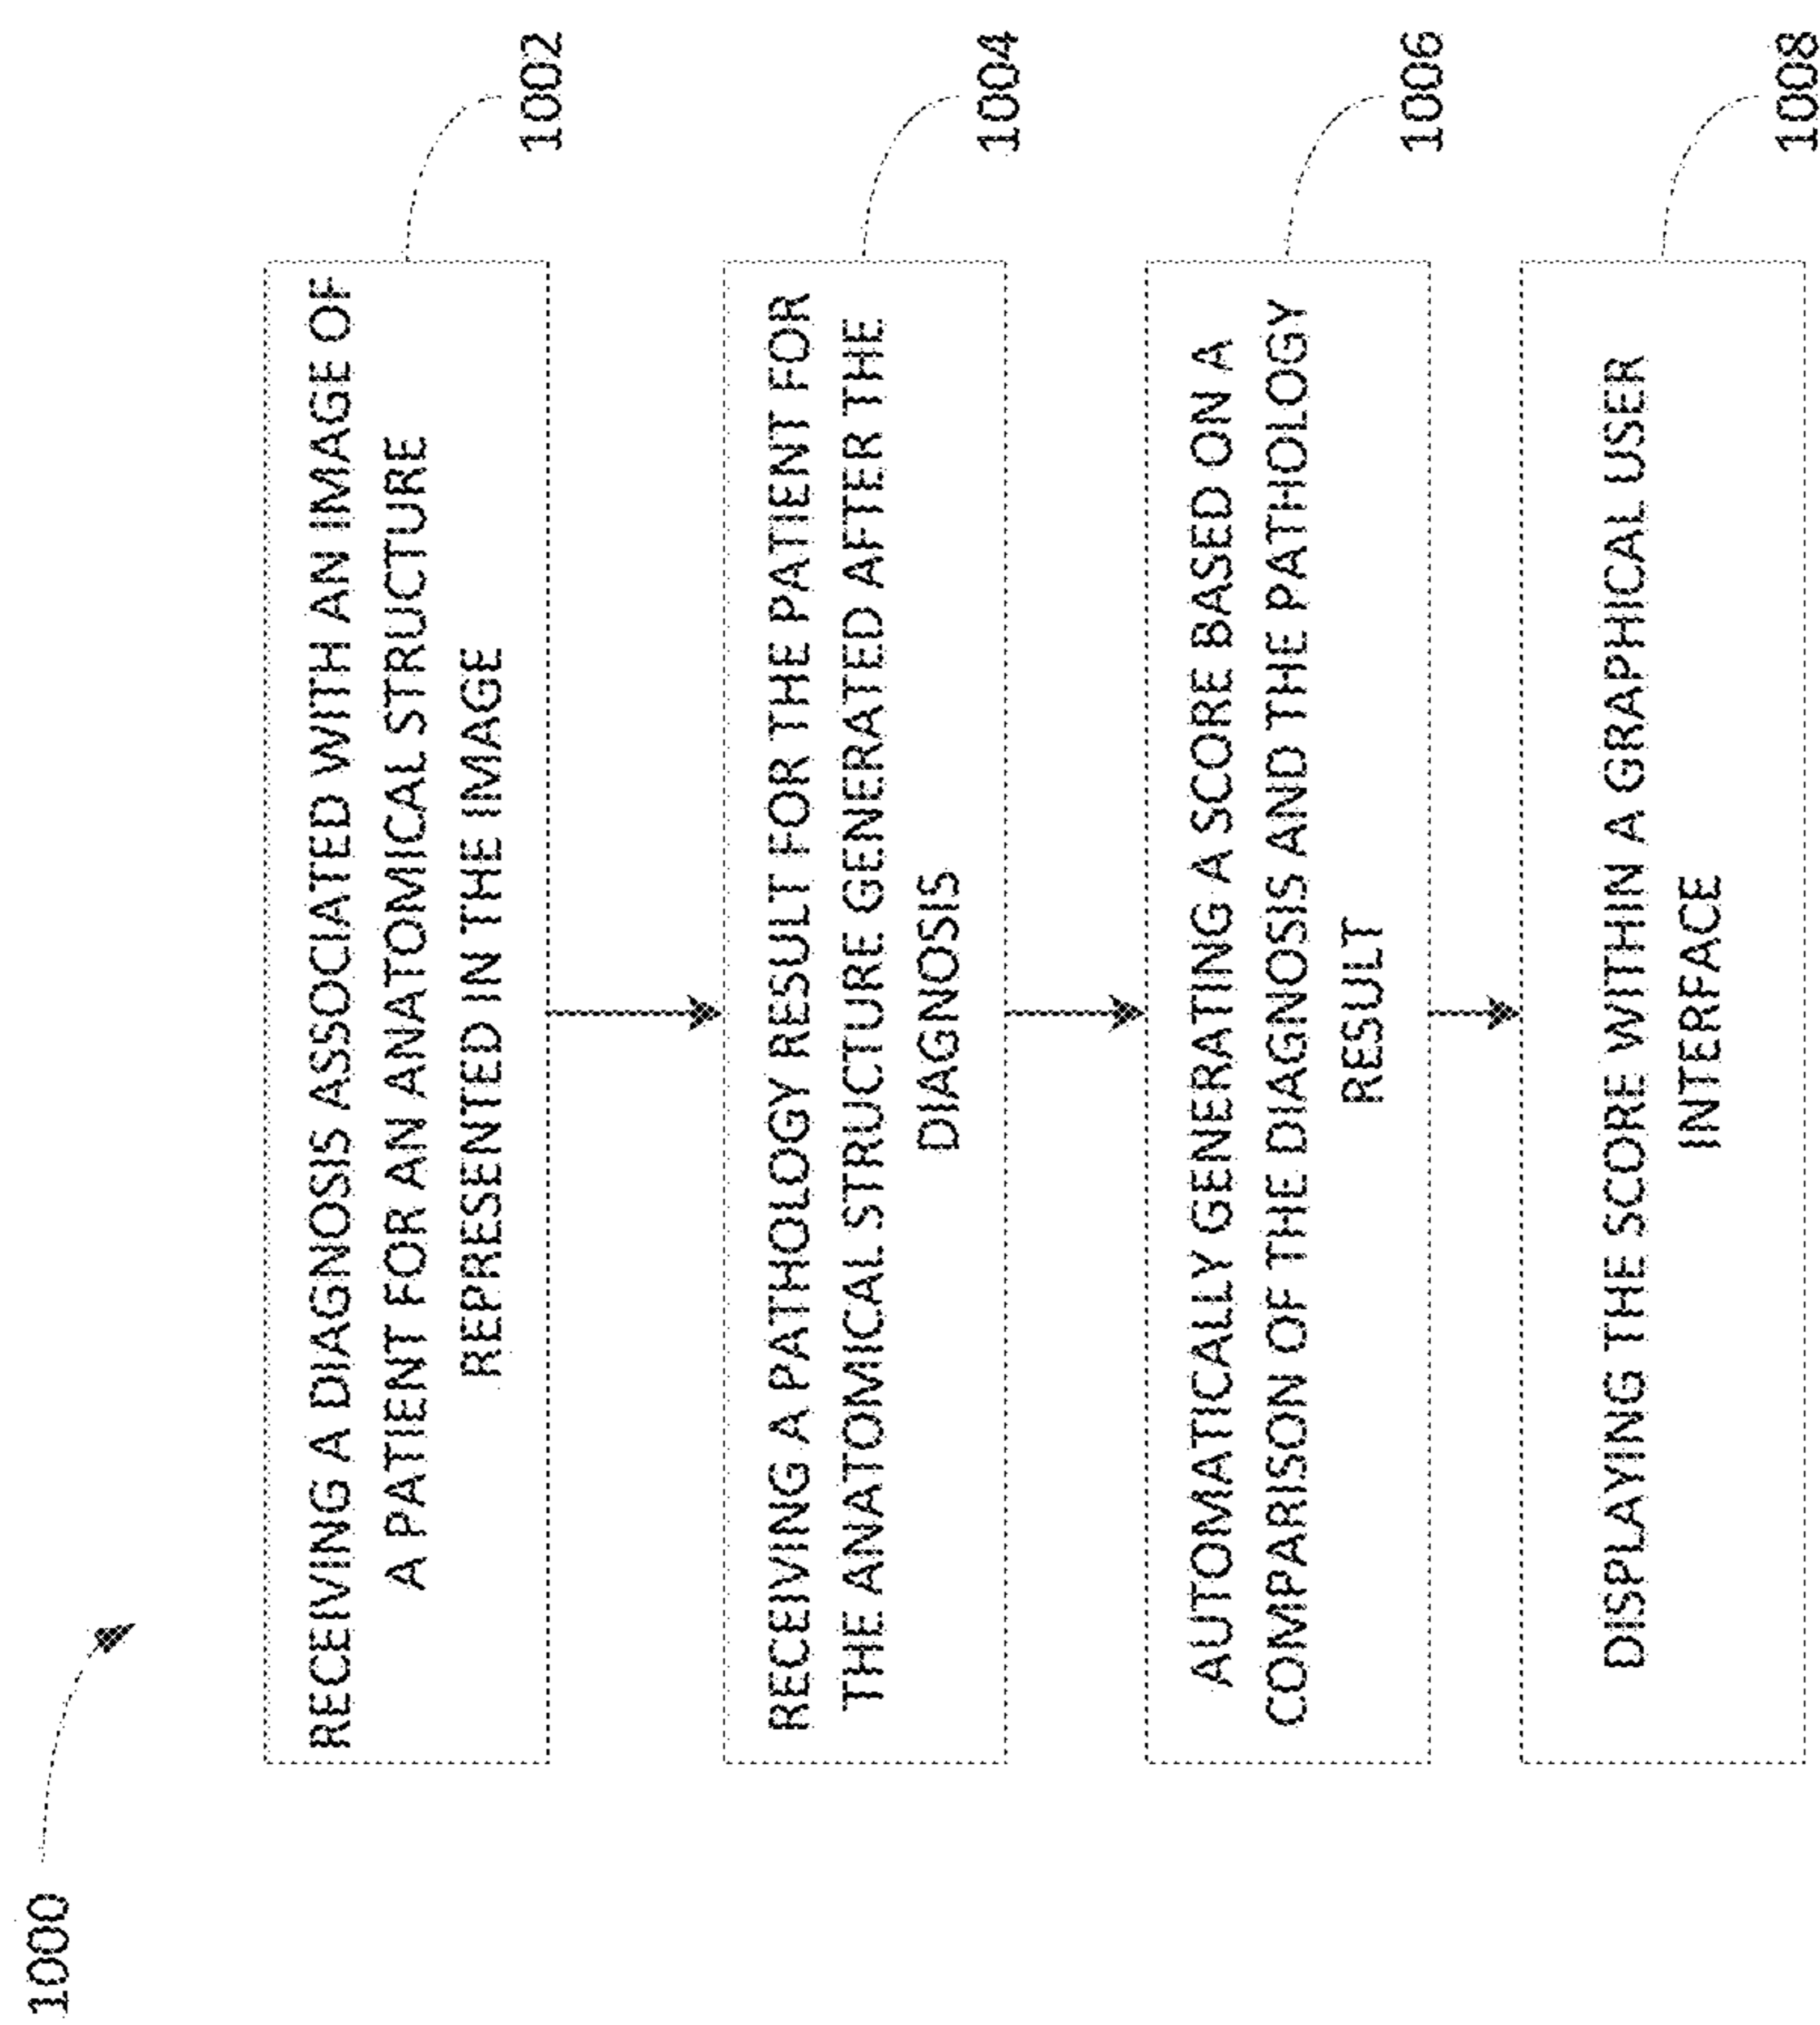 1000
RECEIVING A DIAGNOSIS ASSOCIATED WITH AN IMAGE OF
A PATIENT FOR AN ANATOMICAL STRUCTURE
REPRESENTED IN THE IMAGE
1002
RECEIVING A PATHOLOGY RESULT FOR THE PATIENT FOR
THE ANATOMICAL STRUCTURE GENERATED AFTER THE
DIAGNOSIS
1004
AUTOMATICALLY GENERATING A SCORE BASED ON A
COMPARISON OF THE DIAGNOSIS AND THE PATHOLOGY
RESULT
1006
DISPLAYING THE SCORE WITHIN A GRAPHICAL USER
INTERFACE
1008